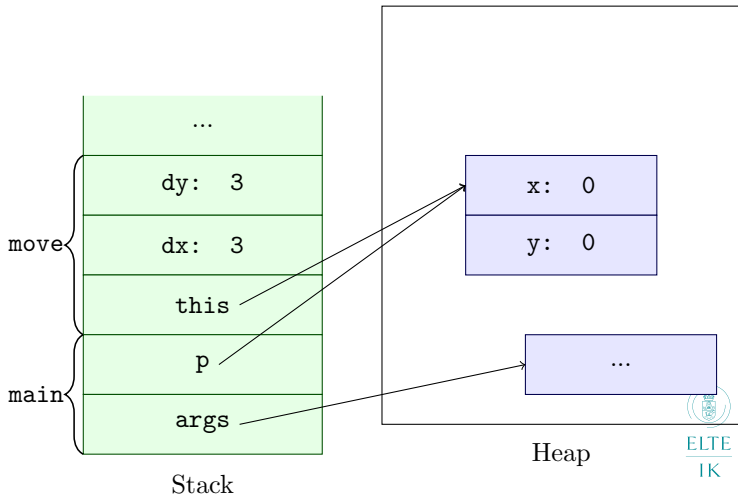 ...
dy: 3
dx: 3
this
p
args
move
main
Stack
x: 0
y: 0
...
Heap
ELTE
IK